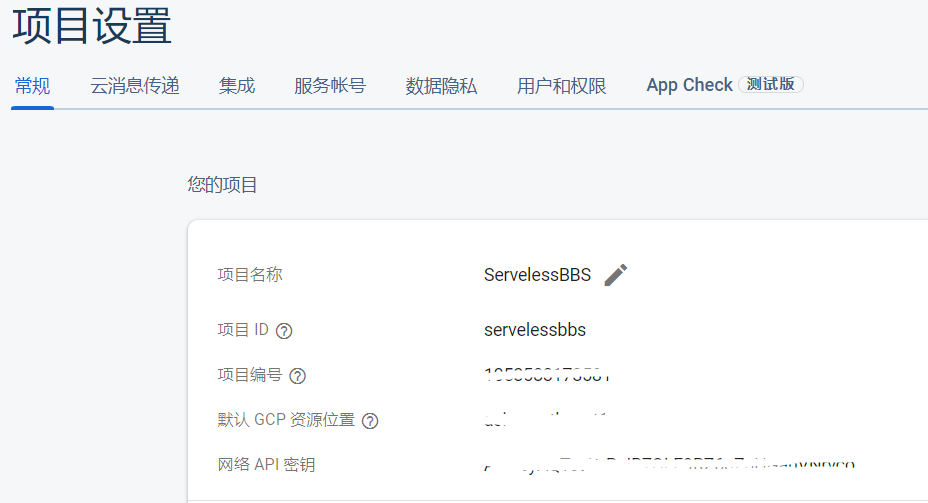 项目设置
常规 云消息传递 集成 服务帐号 数据隐私 用户和权限 App Check 测试版
您的项目
项目名称 ServelessBBS
项目 ID servelessbbs
项目编号
默认 GCP 资源位置
网络 API 密钥